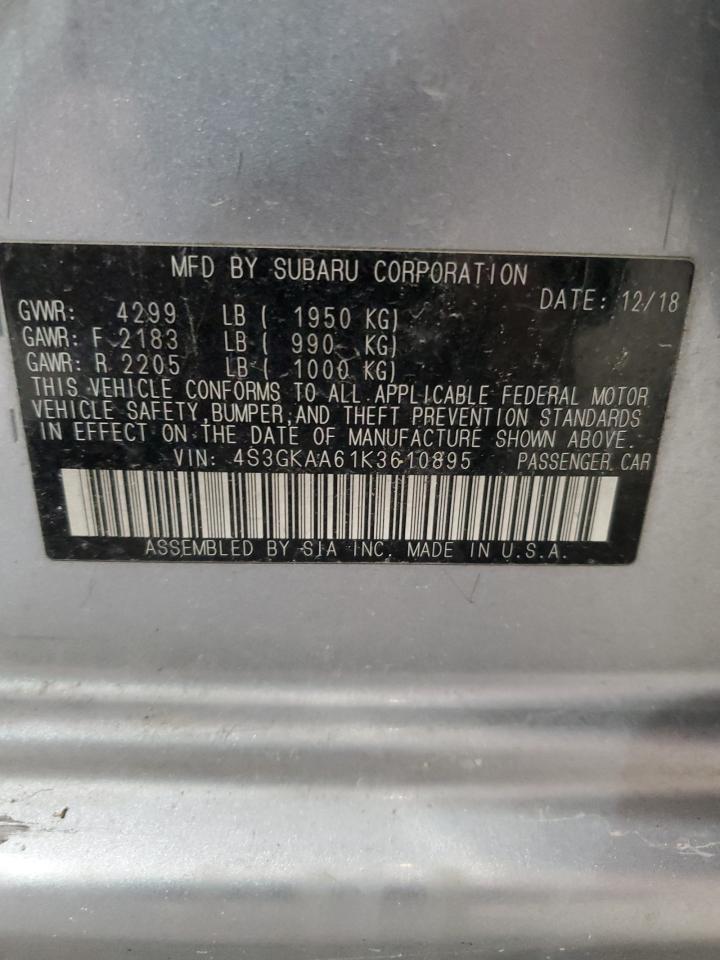 MFD BY SUBARU CORPORATION
DATE: 12/18
GVWR: 4299 LB ( 1950 KG)
GAWR: F 2183 LB ( 990 KG)
GAWR: R 2205 LB ( 1000 KG)
THIS VEHICLE CONFORMS TO ALL APPLICABLE FEDERAL MOTOR
VEHICLE SAFETY, BUMPER, AND THEFT PREVENTION STANDARDS
IN EFFECT ON THE DATE OF MANUFACTURE SHOWN ABOVE.
VIN: 4S3GKAA61K3610895 PASSENGER CAR
ASSEMBLED BY SIA INC. MADE IN U.S.A.